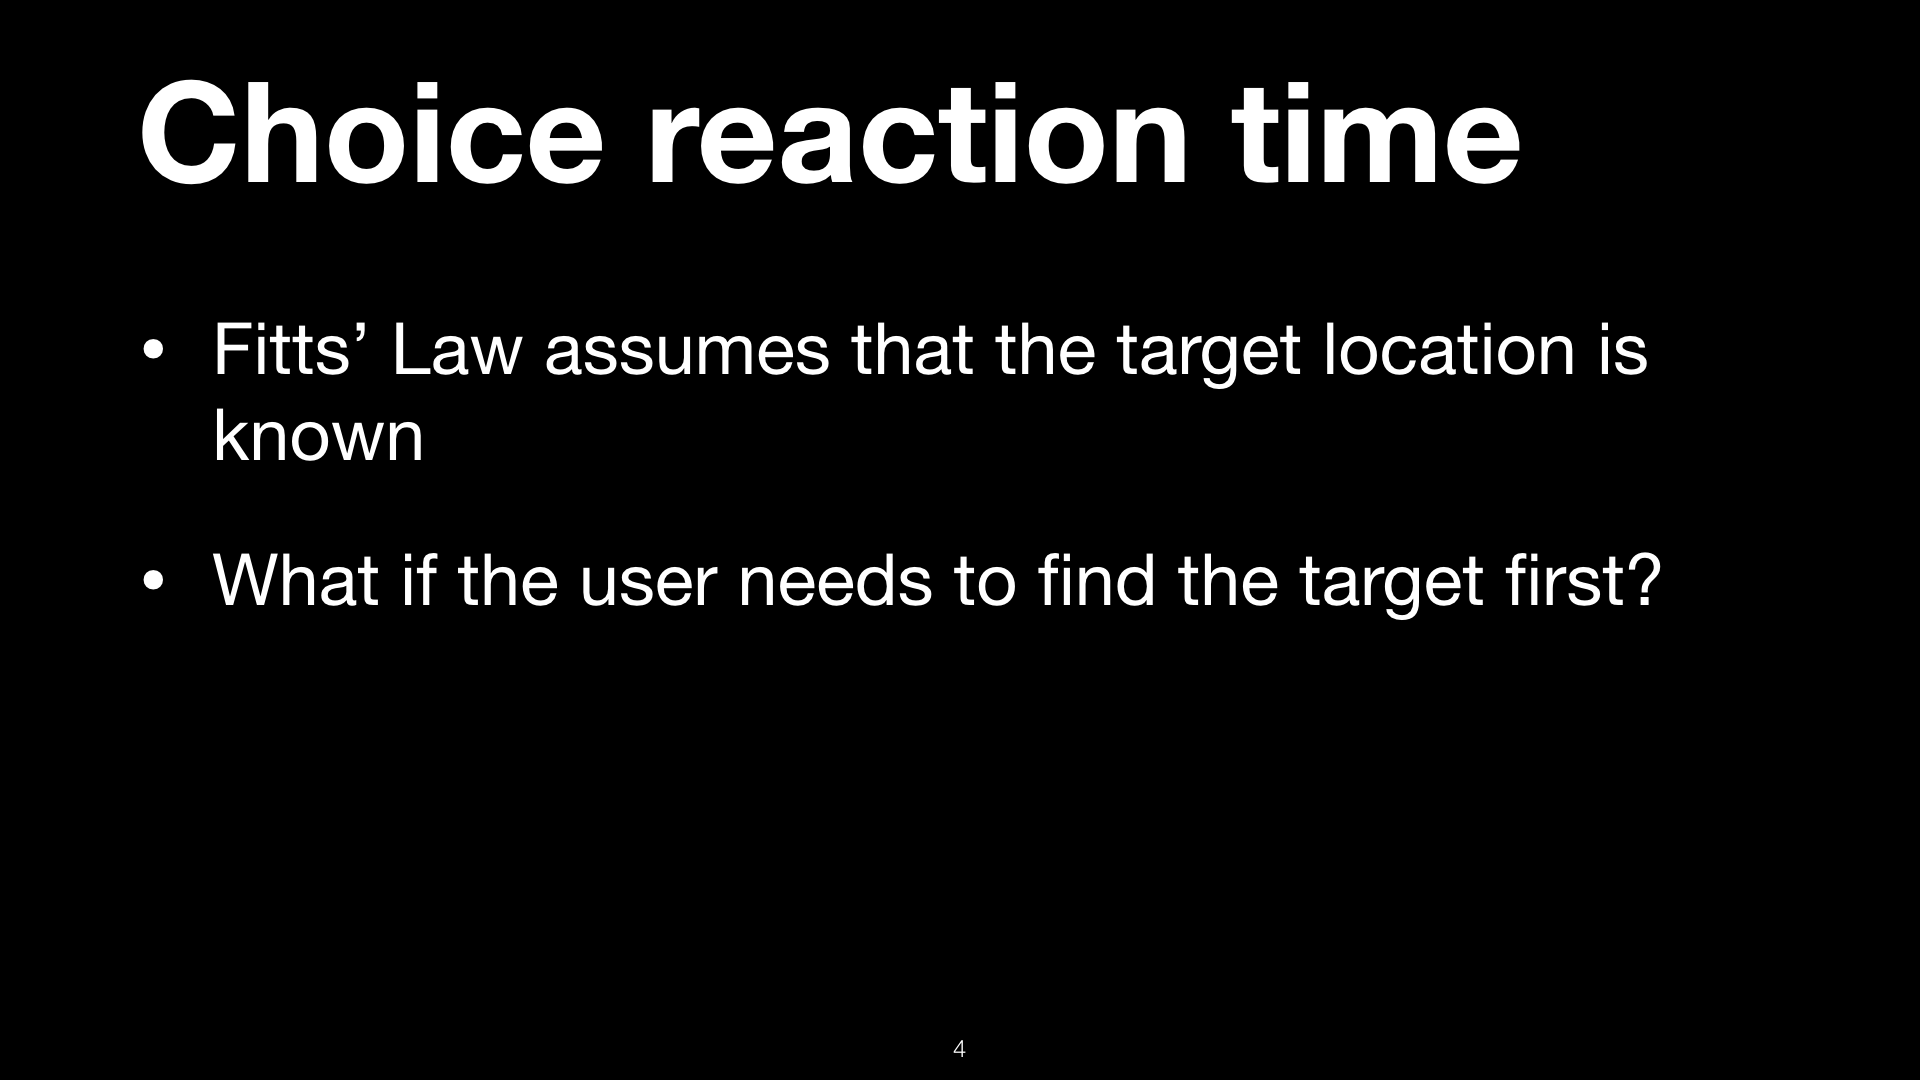 Choice reaction time
• Fitts’ Law assumes that the target location is
known
• What if the user needs to find the target first?
4